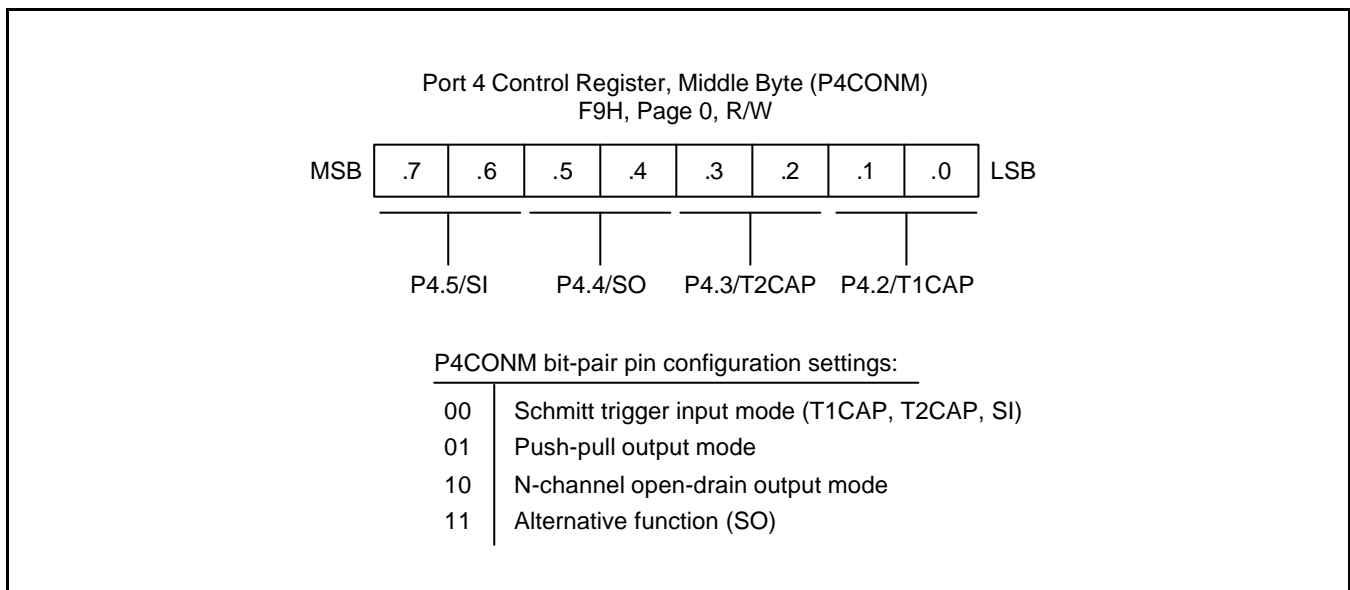 Port 4 Control Register, Middle Byte (P4CONM)
F9H, Page 0, R/W
MSB .7 .6 .5 .4 .3 .2 .1 .0 LSB
P4.5/SI P4.4/SO P4.3/T2CAP P4.2/T1CAP
P4CONM bit-pair pin configuration settings:
00 Schmitt trigger input mode (T1CAP, T2CAP, SI)
01 Push-pull output mode
10 N-channel open-drain output mode
11 Alternative function (SO)